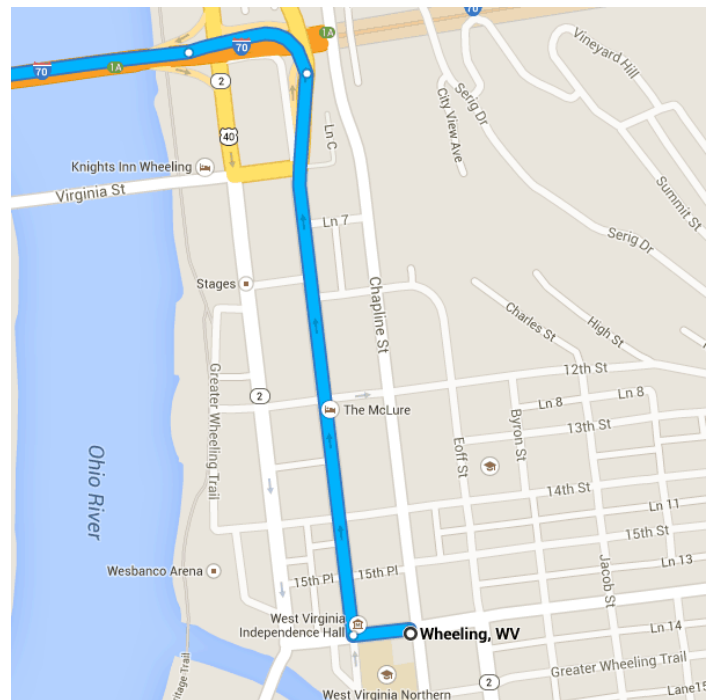 70
1A
70
1A
70
2
40
Vineyard Hill
Serig Dr
City View Ave
Ln C
Knights Inn Wheeling
Virginia St
Summit St
Ln 7
Serig Dr
Stages
Chapline St
Charles St
High St
Greater Wheeling Trail
12th St
2
The McLure
Ln 8
Ln 8
Byron St
13th St
Eoff St
Ohio River
14th St
Ln 11
15th St
Wesbanco Arena
15th Pl
15th Pl
Ln 13
Jacob St
West Virginia
Independence Hall
Wheeling, WV
Ln 14
Greater Wheeling Trail
2
West Virginia Northern
Lane15
ritage Trail